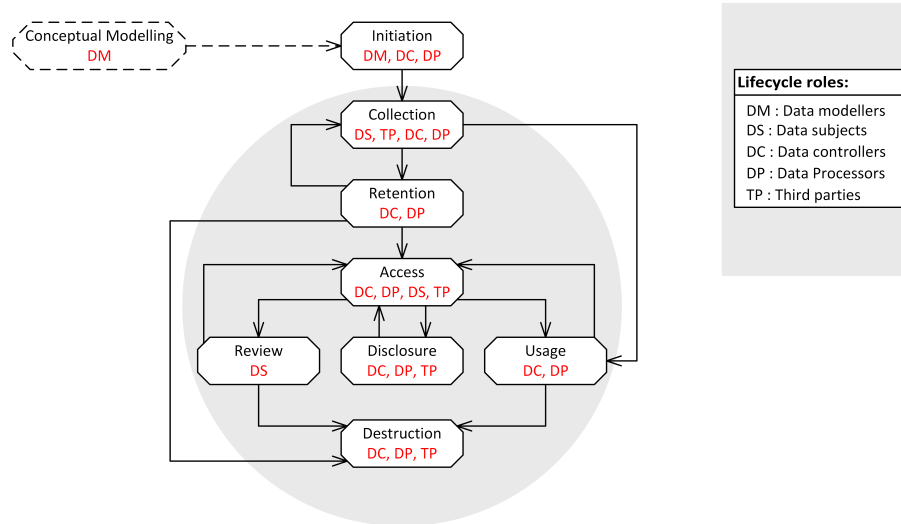 Conceptual Modelling
DM
Initiation
DM, DC, DP
Lifecycle roles:
DM : Data modellers
DS : Data subjects
DC : Data controllers
DP : Data Processors
TP : Third parties
Collection
DS, TP, DC, DP
Retention
DC, DP
Access
DC, DP, DS, TP
Review
DS
Disclosure
DC, DP, TP
Usage
DC, DP
Destruction
DC, DP, TP